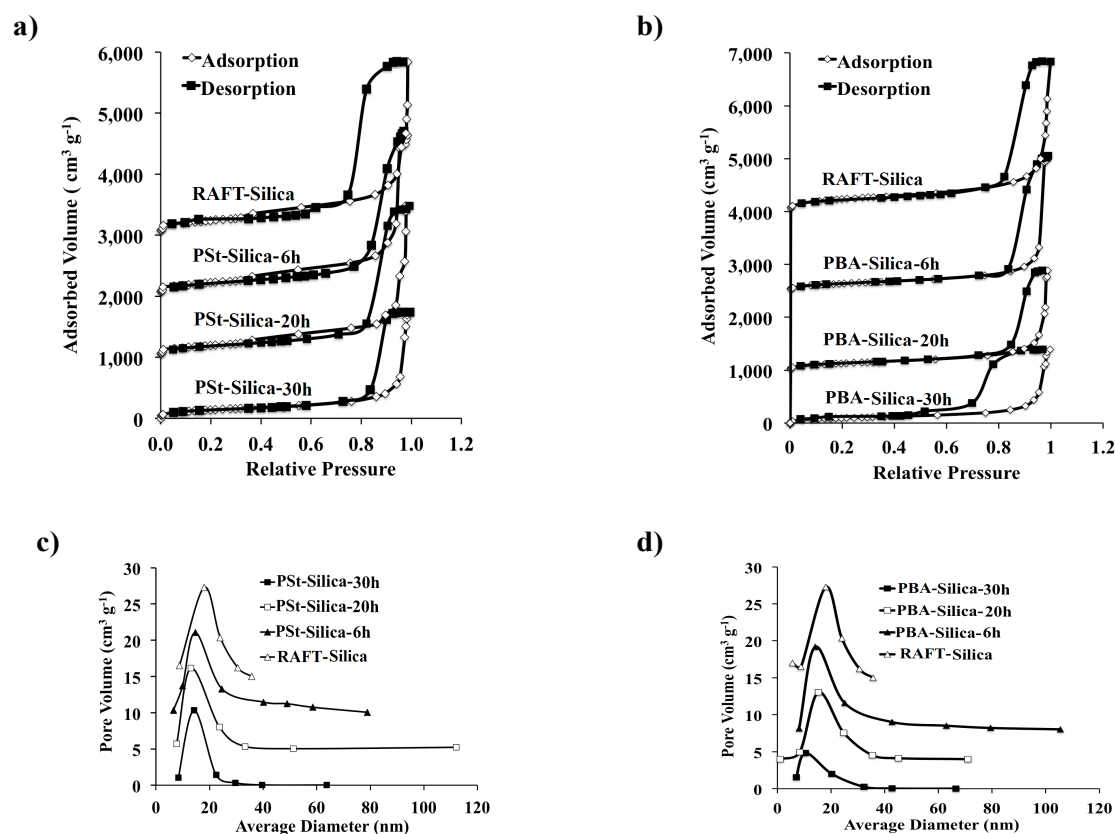 a)
Adsorbed Volume ( cm³ g⁻¹)
6,000
5,000
4,000
3,000
2,000
1,000
0
Adsorption
Desorption
RAFT-Silica
PSt-Silica-6h
PSt-Silica-20h
PSt-Silica-30h
0.0 0.2 0.4 0.6 0.8 1.0 1.2
Relative Pressure
b)
Adsorbed Volume (cm³ g⁻¹)
7,000
6,000
5,000
4,000
3,000
2,000
1,000
0
Adsorption
Desorption
RAFT-Silica
PBA-Silica-6h
PBA-Silica-20h
PBA-Silica-30h
0 0.2 0.4 0.6 0.8 1 1.2
Relative Pressure
c)
Pore Volume (cm³ g⁻¹)
30
25
20
15
10
5
0
PSt-Silica-30h
PSt-Silica-20h
PSt-Silica-6h
RAFT-Silica
0 20 40 60 80 100 120
Average Diameter (nm)
d)
Pore Volume (cm³ g⁻¹)
30
25
20
15
10
5
0
PBA-Silica-30h
PBA-Silica-20h
PBA-Silica-6h
RAFT-Silica
0 20 40 60 80 100 120
Average Diameter (nm)